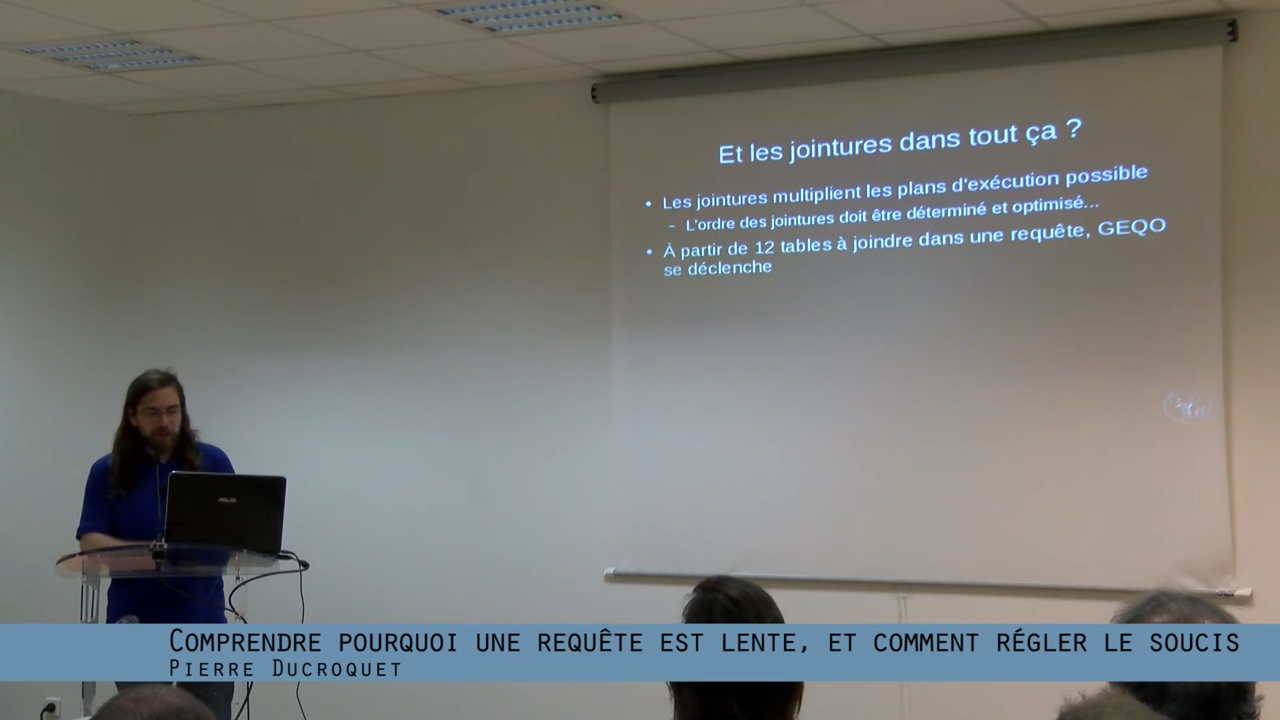 Et les jointures dans tout ça ?
• Les jointures multiplient les plans d'exécution possible
– L'ordre des jointures doit être déterminé et optimisé...
• À partir de 12 tables à joindre dans une requête, GEQO
se déclenche
ASUS
Comprendre pourquoi une requête est lente, et comment régler le soucis
Pierre Ducroquet